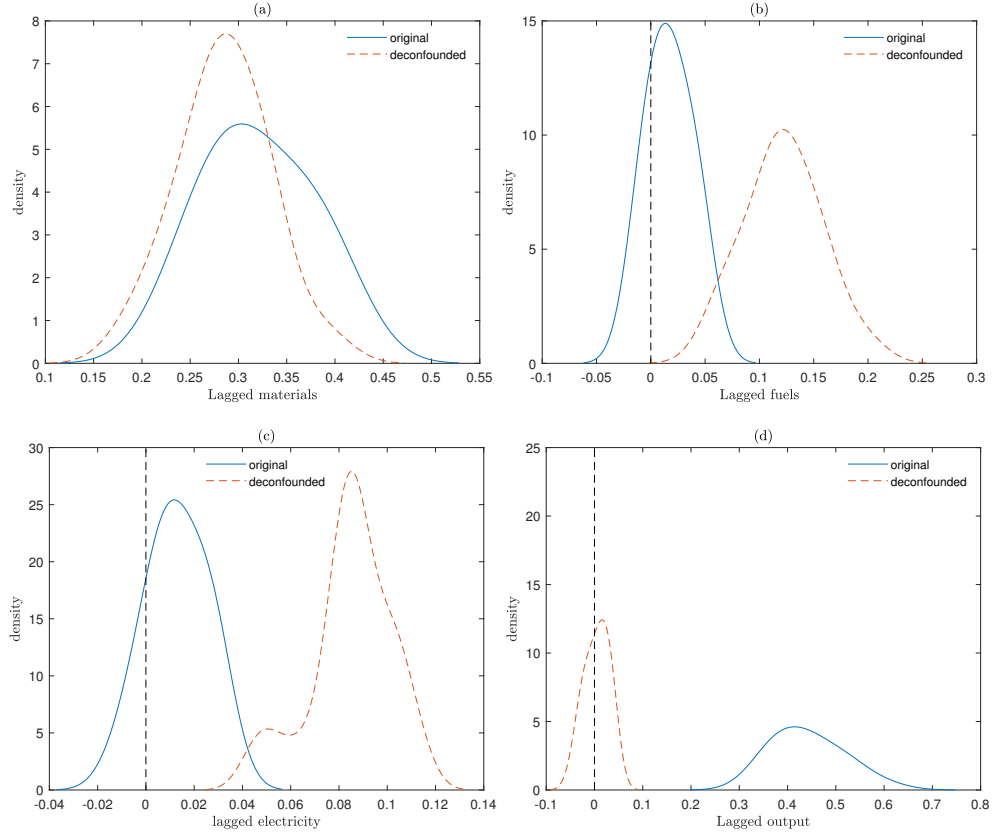 (a)
8
7
6
5
4
3
2
1
0
density
original
deconfounded
0.1 0.15 0.2 0.25 0.3 0.35 0.4 0.45 0.5 0.55
Lagged materials
(b)
15
10
5
0
density
original
deconfounded
-0.1 -0.05 0 0.05 0.1 0.15 0.2 0.25 0.3
Lagged fuels
(c)
30
25
20
15
10
5
0
density
original
deconfounded
-0.04 -0.02 0 0.02 0.04 0.06 0.08 0.1 0.12 0.14
lagged electricity
(d)
25
20
15
10
5
0
density
original
deconfounded
-0.1 0 0.1 0.2 0.3 0.4 0.5 0.6 0.7 0.8
Lagged output